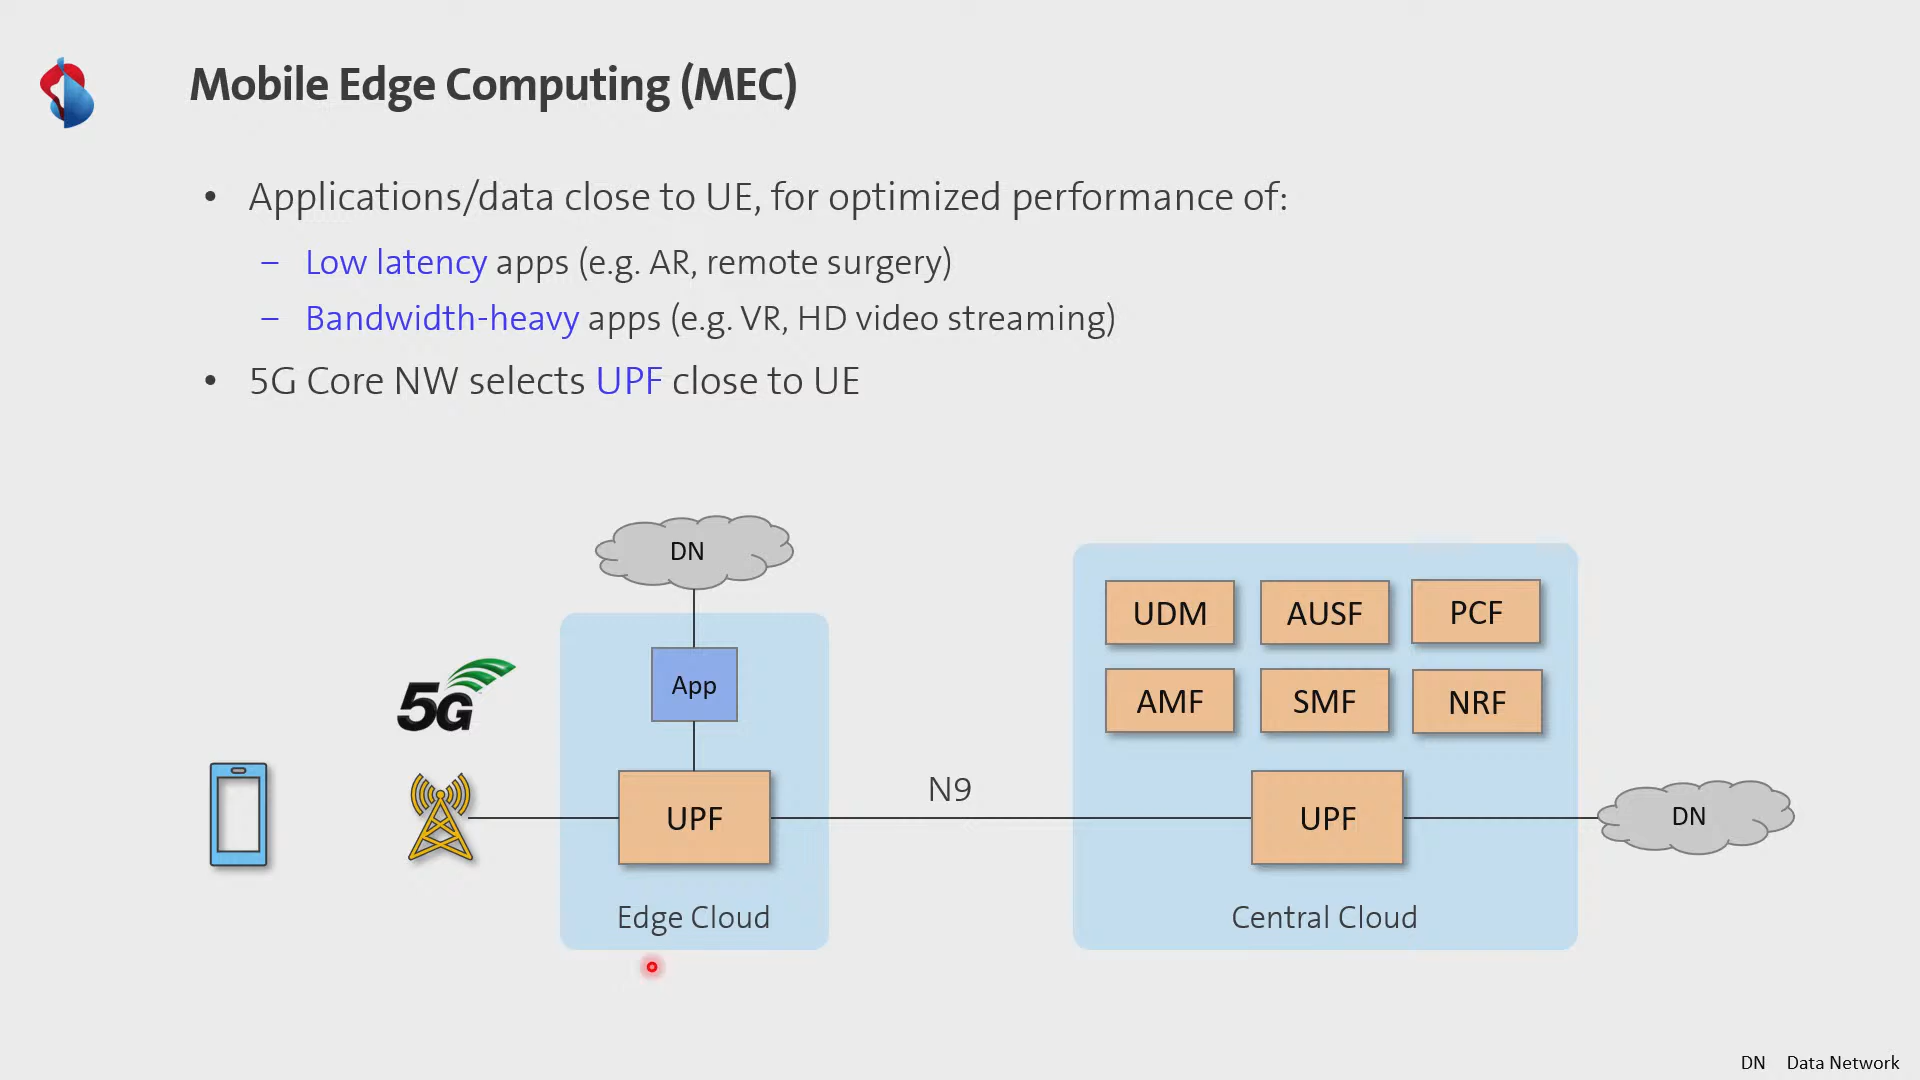 Mobile Edge Computing (MEC)
• Applications/data close to UE, for optimized performance of:
– Low latency apps (e.g. AR, remote surgery)
– Bandwidth-heavy apps (e.g. VR, HD video streaming)
• 5G Core NW selects UPF close to UE
DN
UDM AUSF PCF
5G
App
AMF SMF NRF
UPF
N9
UPF
DN
Edge Cloud
Central Cloud
DN Data Network